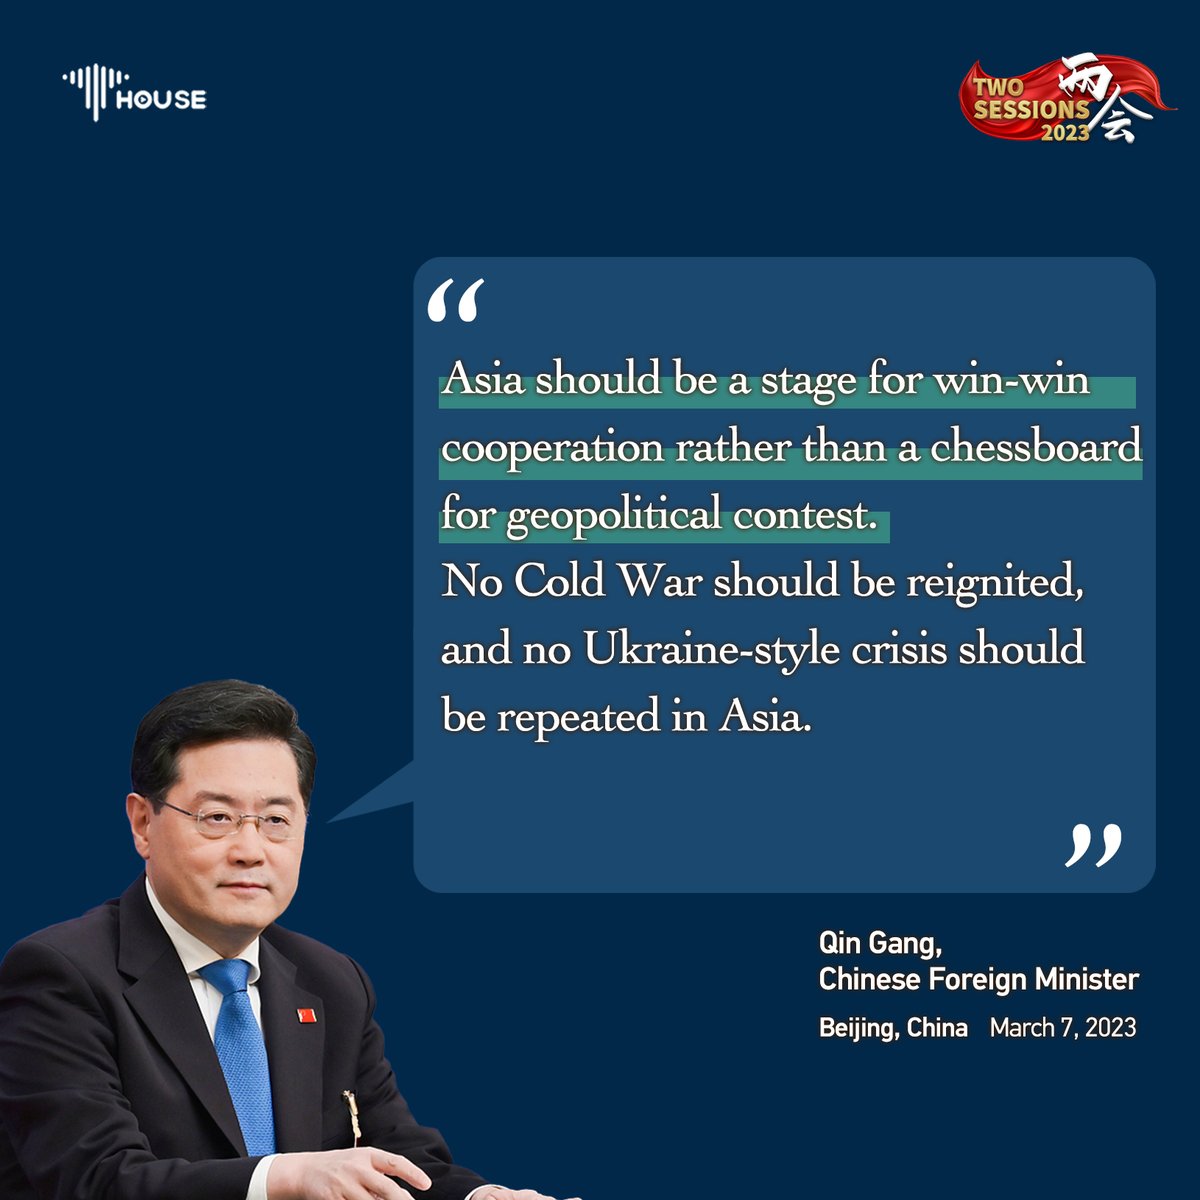 HOUSE
TWO
SESSIONS
2023
两会
“
Asia should be a stage for win-win
cooperation rather than a chessboard
for geopolitical contest.
No Cold War should be reignited,
and no Ukraine-style crisis should
be repeated in Asia.
”
Qin Gang,
Chinese Foreign Minister
Beijing, China March 7, 2023